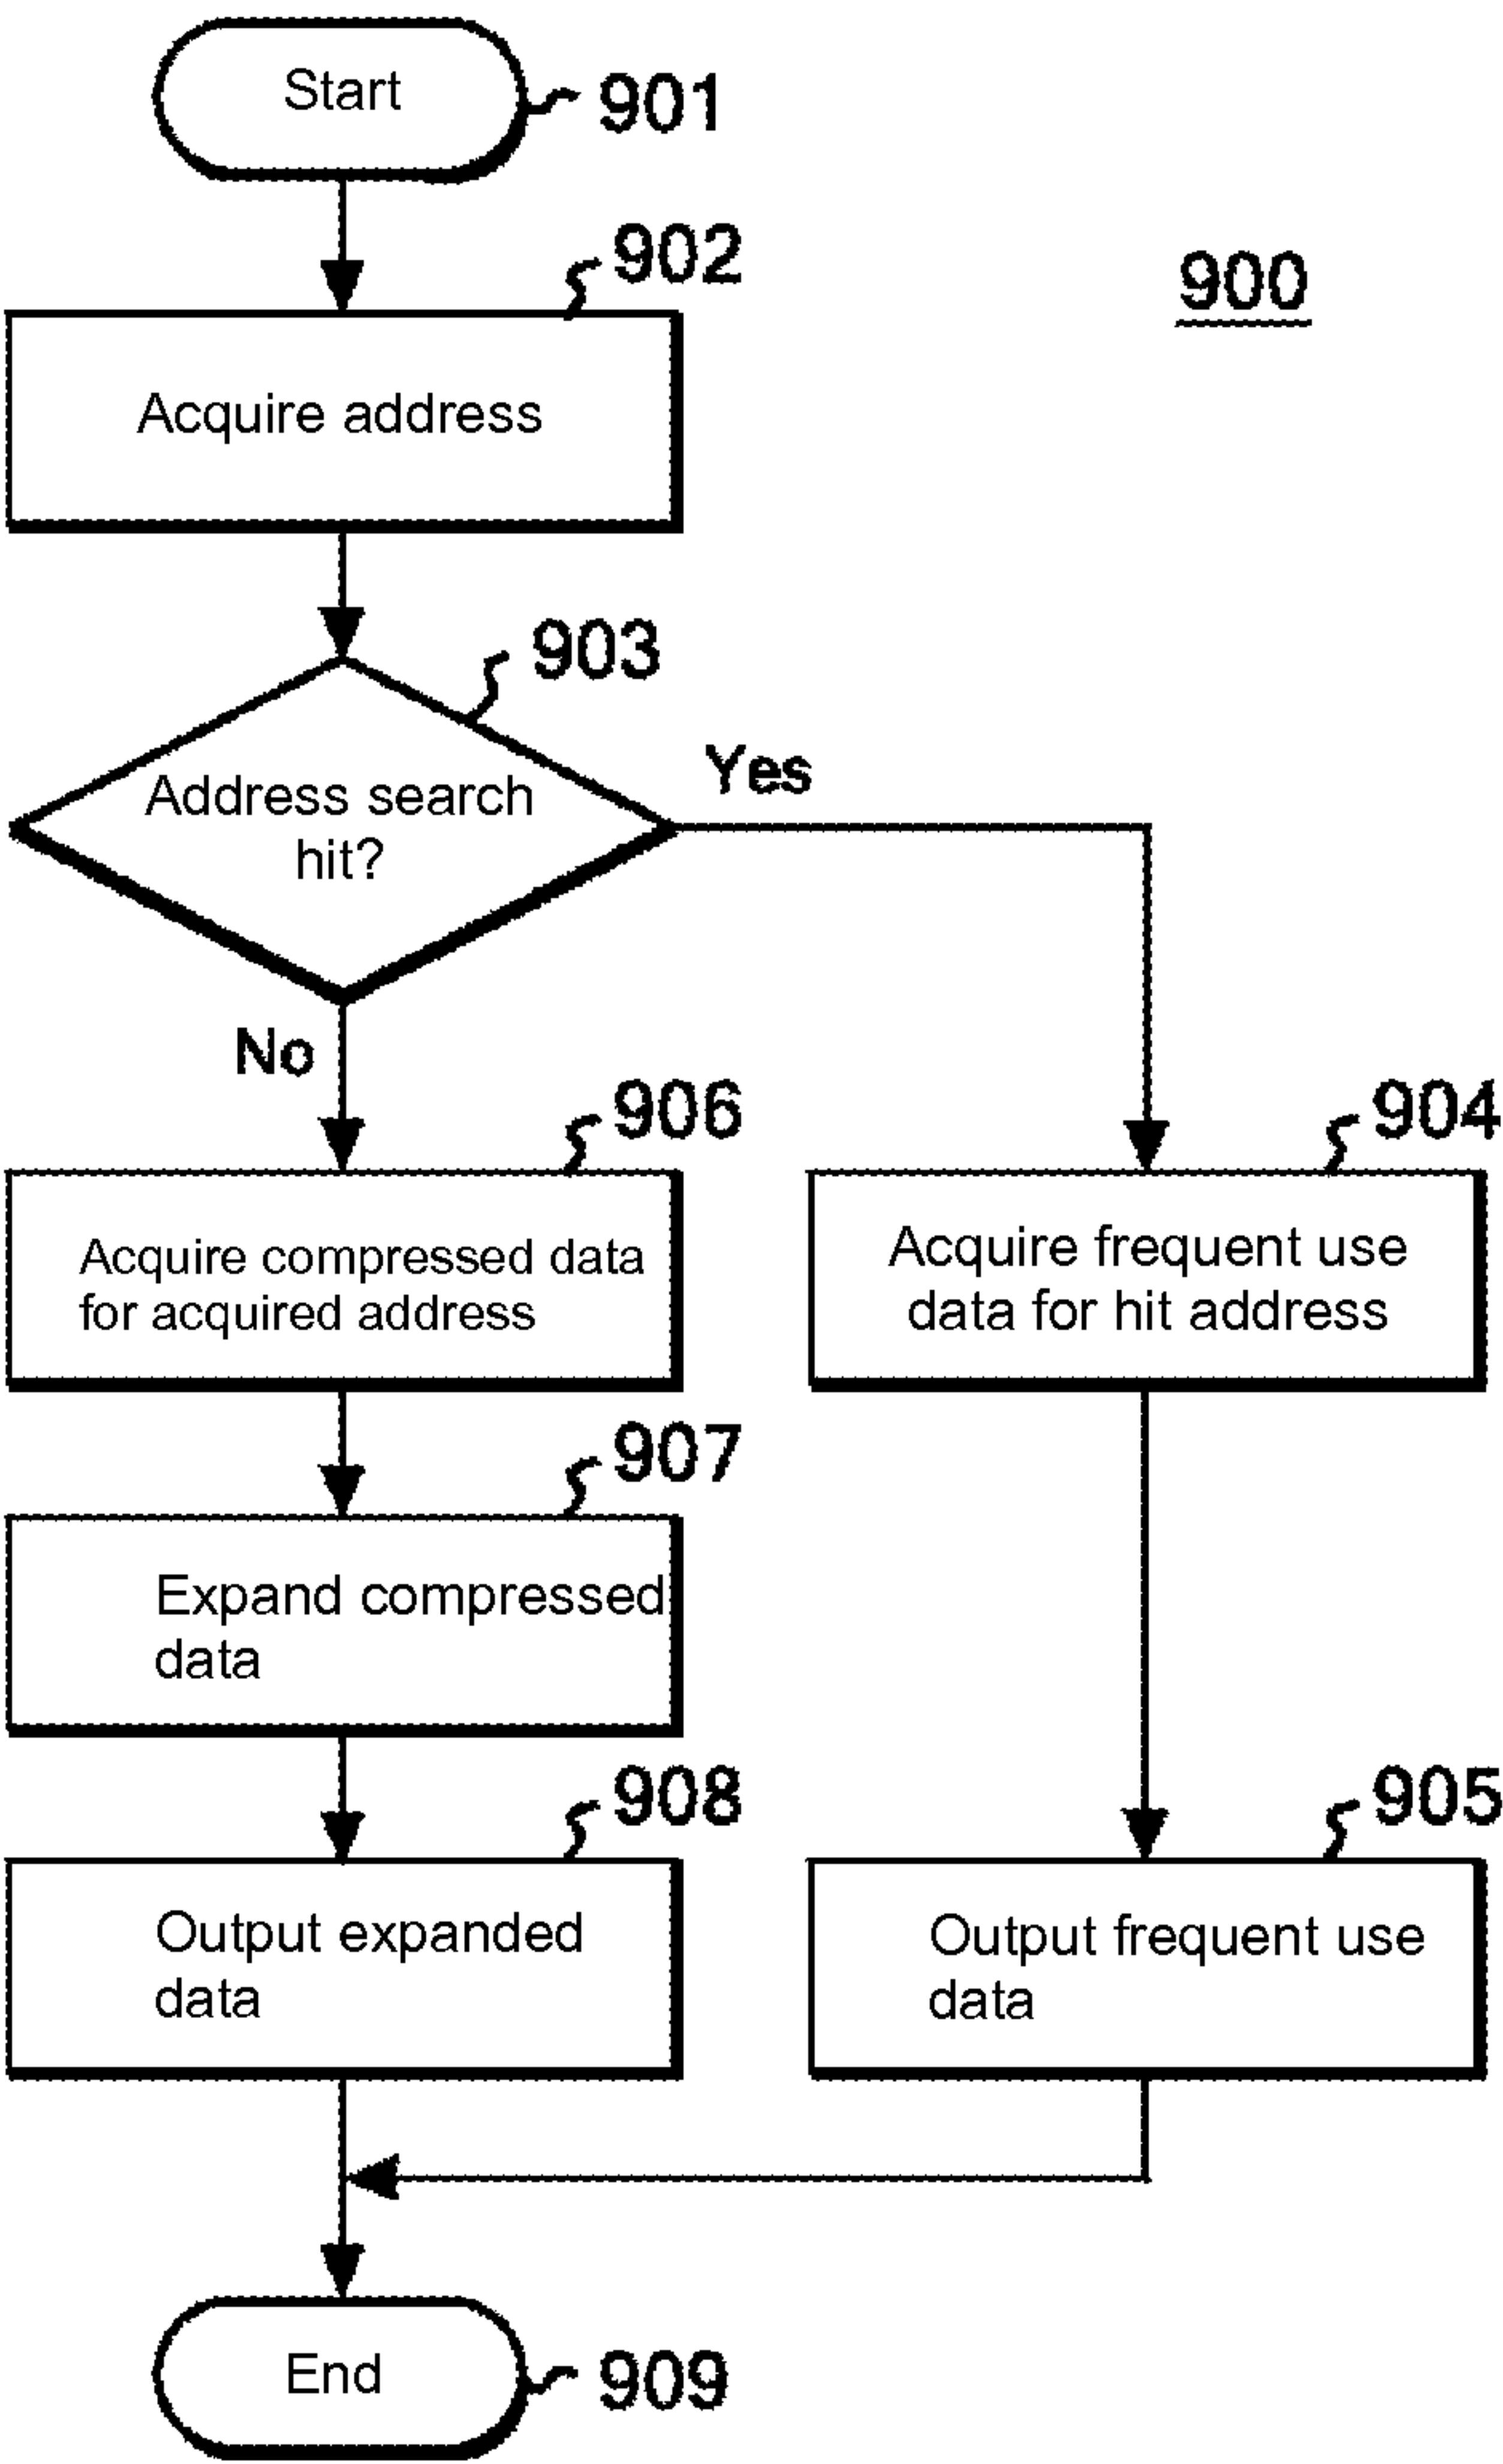 Start
901
902
900
Acquire address
903
Address search
hit?
Yes
No
906
904
Acquire compressed data
for acquired address
Acquire frequent use
data for hit address
907
Expand compressed
data
908
905
Output expanded
data
Output frequent use
data
End
909